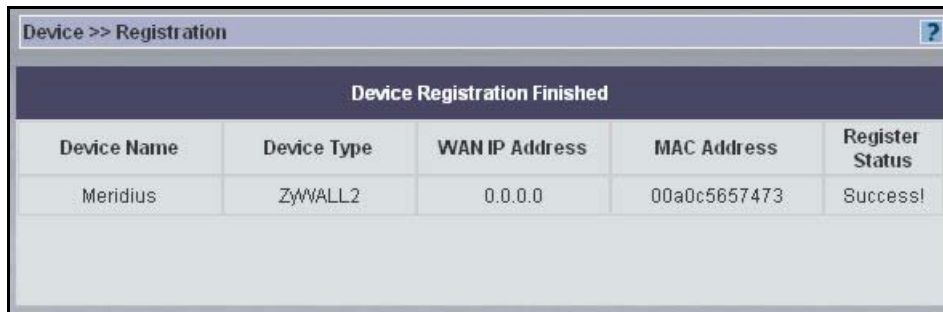 Device >> Registration ?
Device Registration Finished
Device Name Device Type WAN IP Address MAC Address Register Status
Meridius ZyWALL2 0.0.0.0 00a0c5657473 Success!